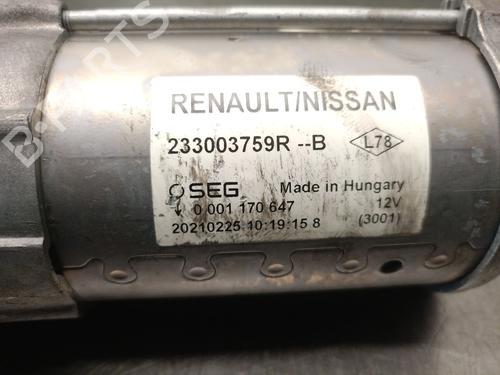 RENAULT/NISSAN
233003759R --B
L78
SEG Made in Hungary
0 001 170 647 12V
20210225 10:19:15 8 (3001)
B-PARTS